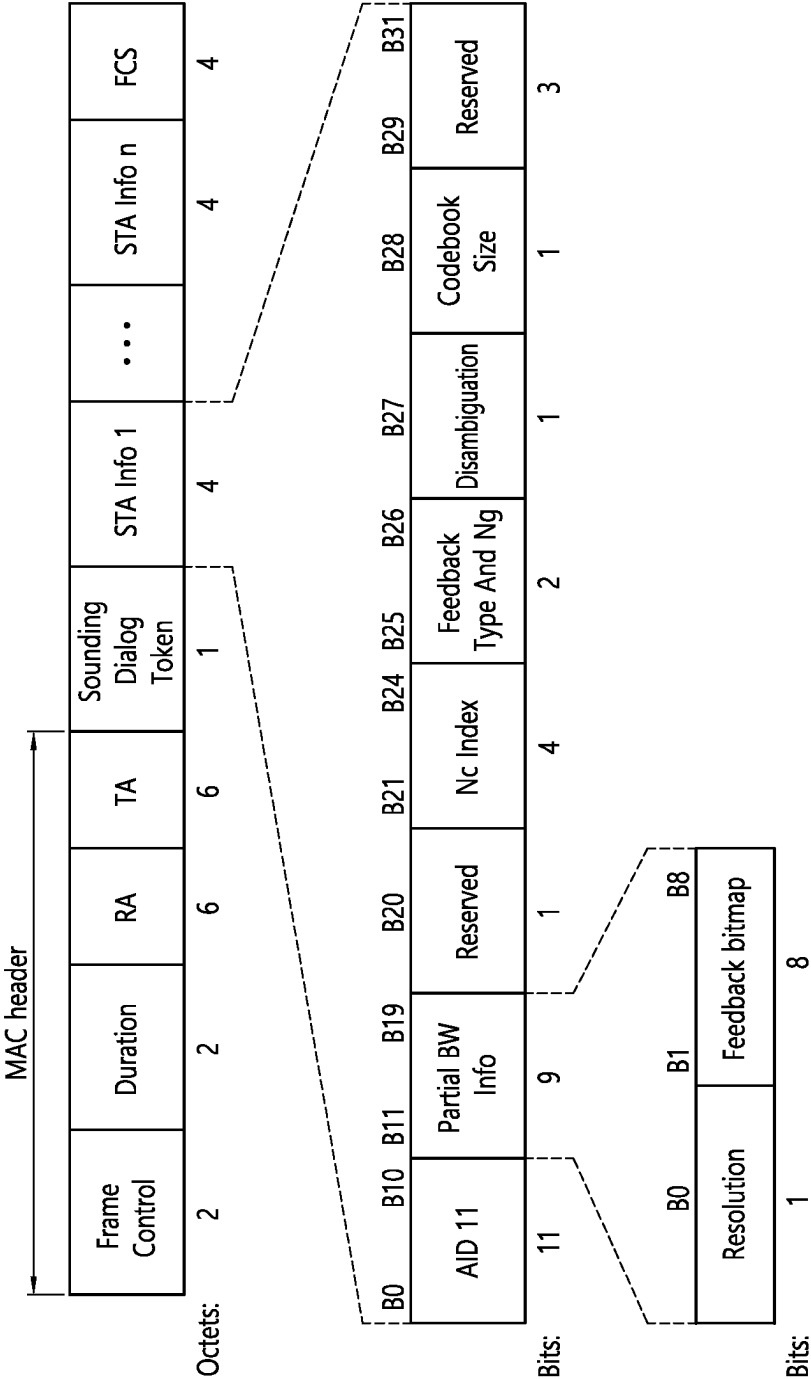 MAC header
Frame
Control
Duration
RA
TA
Sounding
Dialog
Token
STA Info 1
• • •
STA Info n
FCS
Octets:
2
2
6
6
1
4
4
4
B0
B10
B11
B19
B20
B21
B24
B25
B26
B27
B28
B29
B31
AID 11
Partial BW
Info
Reserved
Nc Index
Feedback
Type And Ng
Disambiguation
Codebook
Size
Reserved
Bits:
11
9
1
4
2
1
1
3
B0
B1
B8
Resolution
Feedback bitmap
Bits:
1
8